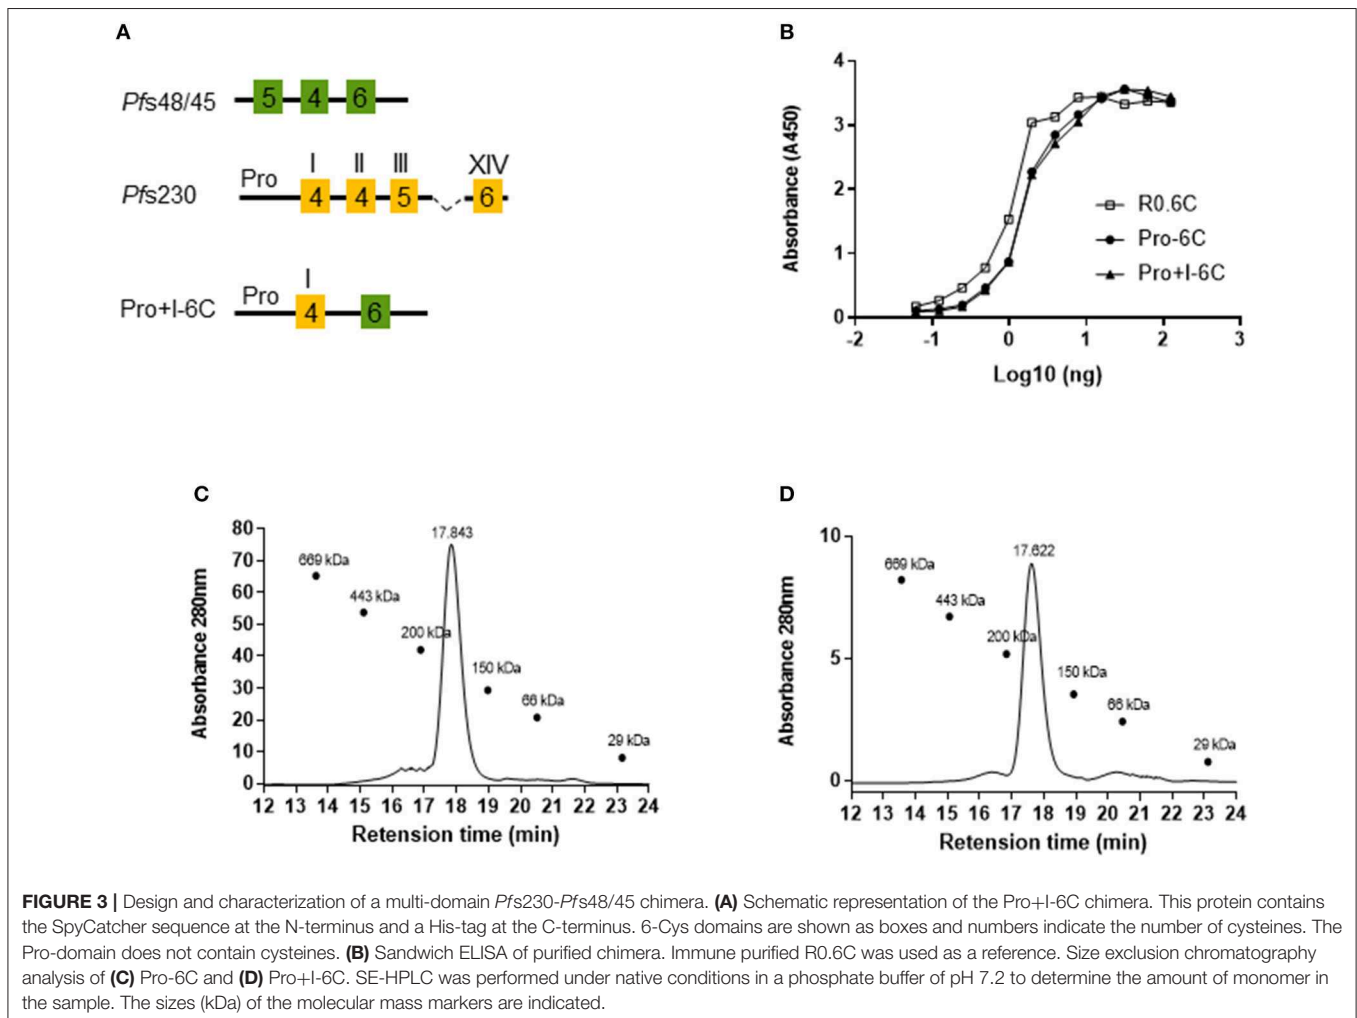 A
Pfs48/45
5 4 6
I II III XIV
Pro
Pfs230
4 4 5 6
I
Pro
Pro+I-6C
4 6
B
Absorbance (A450)
4
3
2
1
0
-2 -1 0 1 2 3
Log10 (ng)
R0.6C
Pro-6C
Pro+I-6C
C
Absorbance 280nm
80
70
60
50
40
30
20
10
0
17.843
669 kDa
443 kDa
200 kDa
150 kDa
66 kDa
29 kDa
12 13 14 15 16 17 18 19 20 21 22 23 24
Retension time (min)
D
Absorbance 280nm
10
5
0
17.622
669 kDa
443 kDa
200 kDa
150 kDa
66 kDa
29 kDa
12 13 14 15 16 17 18 19 20 21 22 23 24
Retension time (min)
FIGURE 3 | Design and characterization of a multi-domain Pfs230-Pfs48/45 chimera. (A) Schematic representation of the Pro+I-6C chimera. This protein contains
the SpyCatcher sequence at the N-terminus and a His-tag at the C-terminus. 6-Cys domains are shown as boxes and numbers indicate the number of cysteines. The
Pro-domain does not contain cysteines. (B) Sandwich ELISA of purified chimera. Immune purified R0.6C was used as a reference. Size exclusion chromatography
analysis of (C) Pro-6C and (D) Pro+I-6C. SE-HPLC was performed under native conditions in a phosphate buffer of pH 7.2 to determine the amount of monomer in
the sample. The sizes (kDa) of the molecular mass markers are indicated.